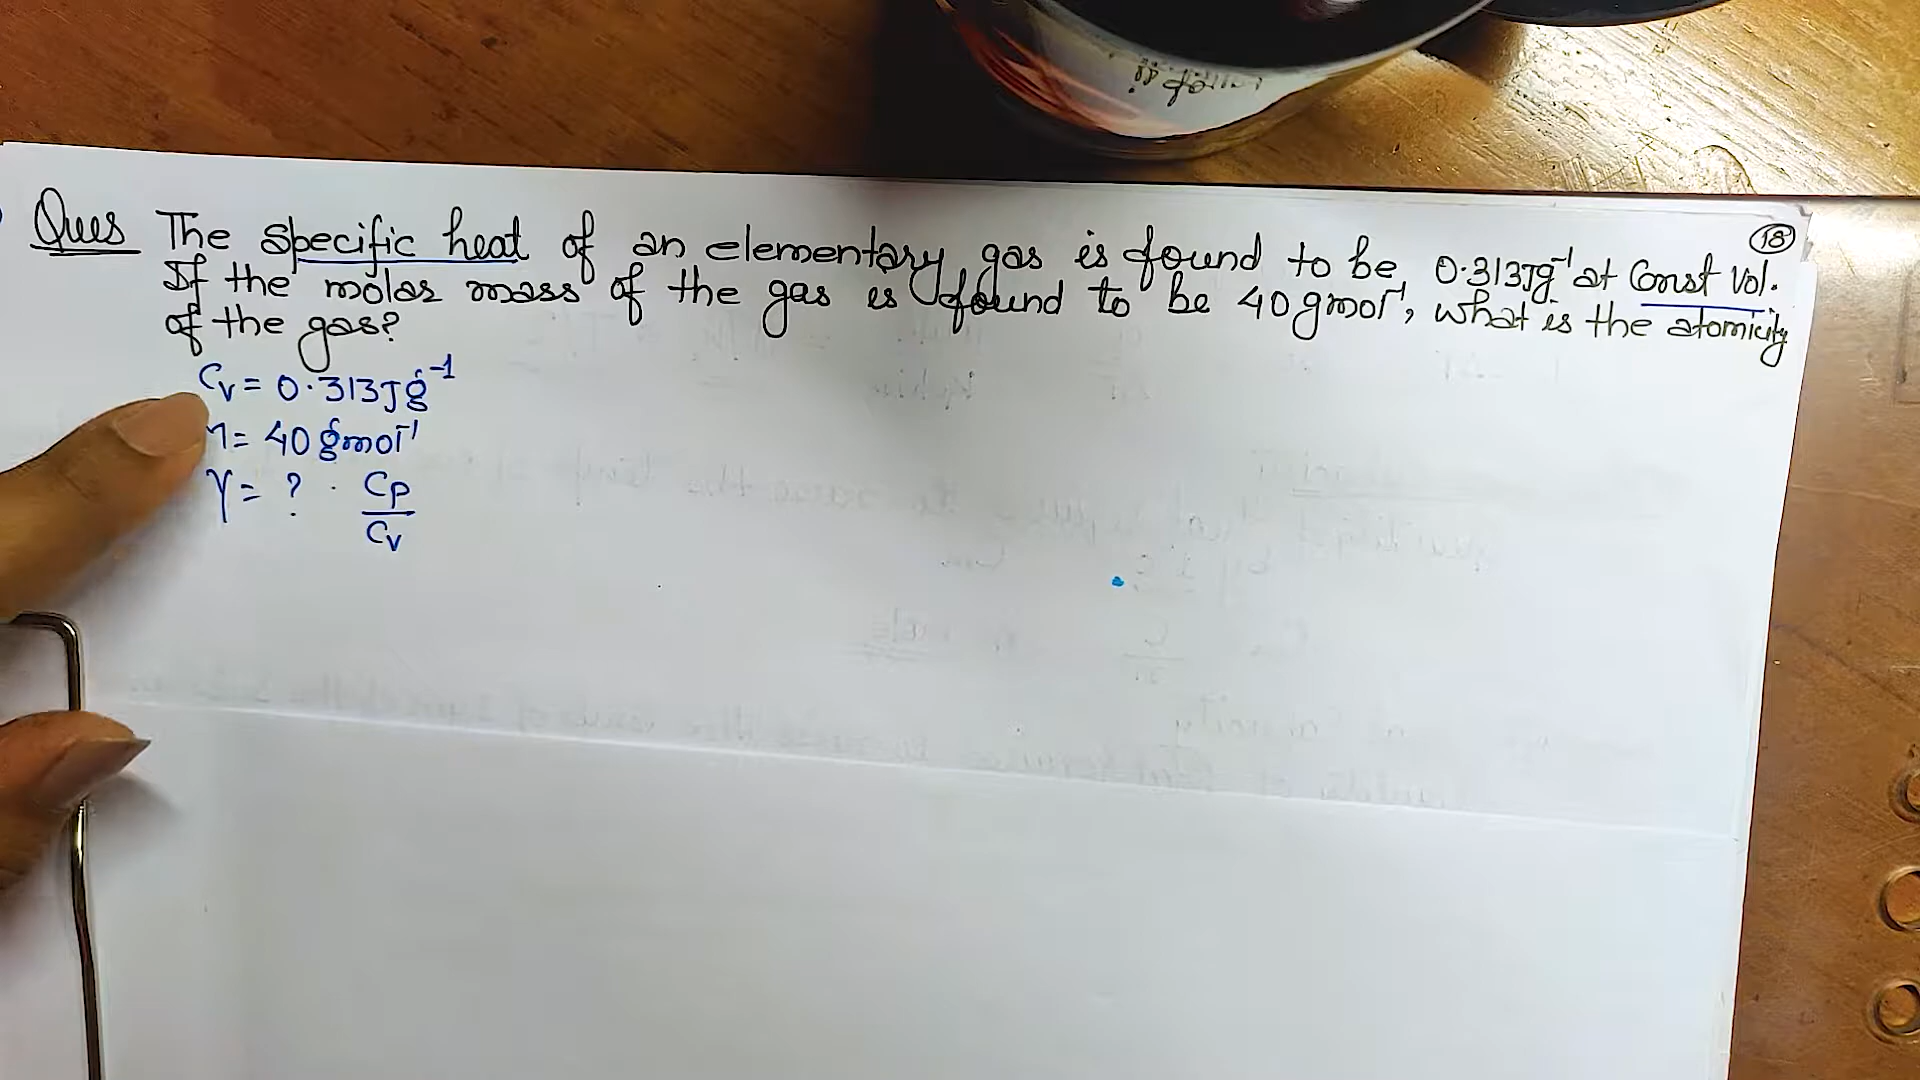 18
Ques The specific heat of an elementary gas is found to be 0.313Jg⁻¹ at Const Vol.
If the molar mass of the gas is found to be 40gmol⁻¹, what is the atomicity
of the gas?
Cv = 0.313Jg⁻¹
= 40gmol⁻¹
γ = ? . Cp
Cv